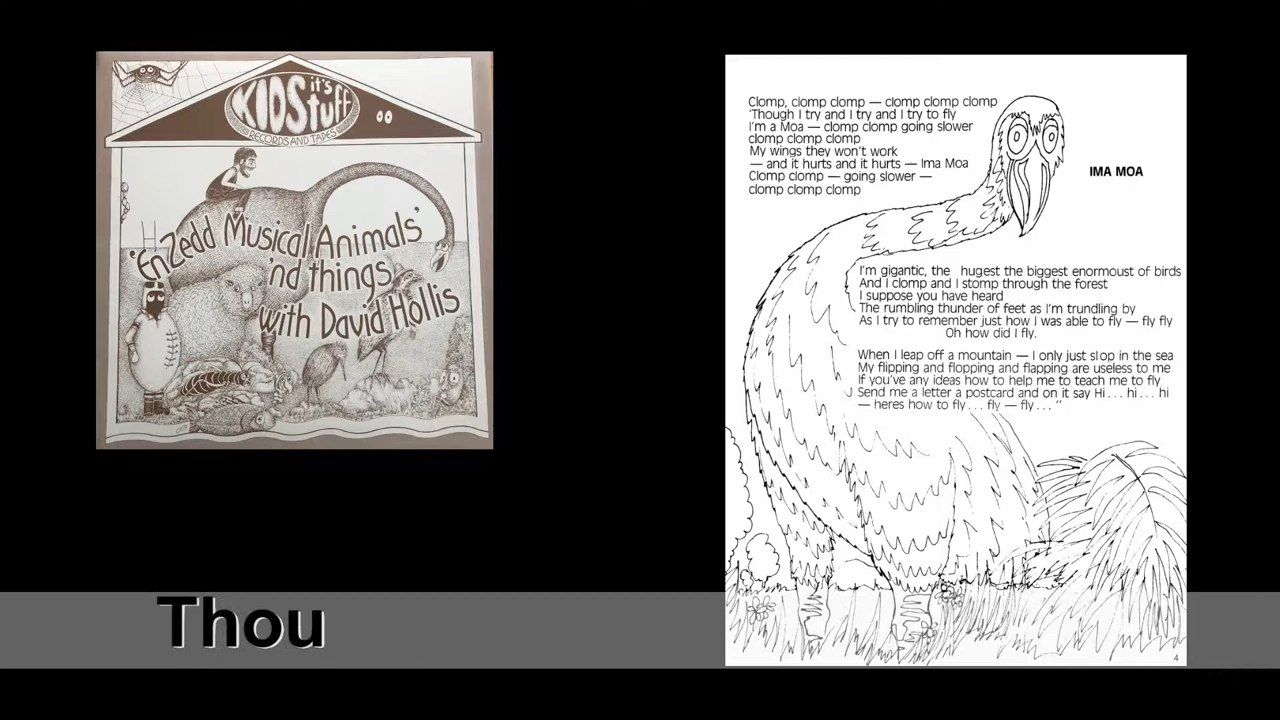 it's
KIDStuff
RECORDS AND TAPES
'EnZedd Musical Animals'
'nd things
with David Hollis
Clomp, clomp clomp — clomp clomp clomp
'Though I try and I try and I try to fly
I'm a Moa — clomp clomp going slower
clomp clomp clomp
My wings they won't work
— and it hurts and it hurts — Ima Moa
Clomp clomp — going slower —
clomp clomp clomp
IMA MOA
I'm gigantic, the hugest the biggest enormoust of birds
And I clomp and I stomp through the forest
I suppose you have heard
The rumbling thunder of feet as I'm trundling by
As I try to remember just how I was able to fly — fly fly
Oh how did I fly.
When I leap off a mountain — I only just slop in the sea
My flipping and flopping and flapping are useless to me
If you've any ideas how to help me to teach me to fly
Send me a letter a postcard and on it say Hi . . . hi . . . hi
— heres how to fly . . . fly — fly . . ."
4
Thou